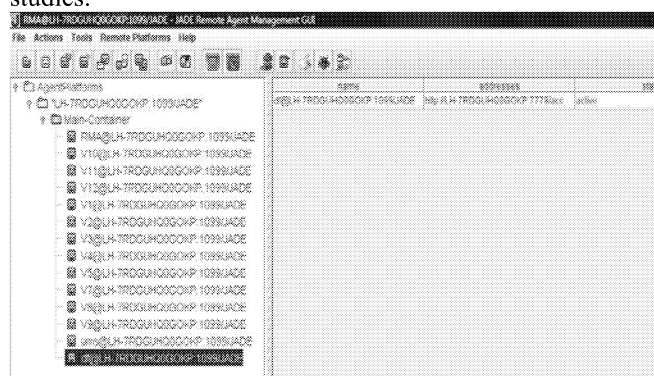 studies.
RMA@LH-7RDGUHQ0GOKP:1099/JADE - JADE Remote Agent Management GUI
File Actions Tools Remote Platforms Help
AgentPlatforms
name addresses
"LH-7RDGUHQ0GOKP:1099/JADE"
df@LH-7RDGUHQ0GOKP:1099/JADE http://LH-7RDGUHQ0GOKP:7778/acc active
Main-Container
RMA@LH-7RDGUHQ0GOKP:1099/JADE
V10@LH-7RDGUHQ0GOKP:1099/JADE
V11@LH-7RDGUHQ0GOKP:1099/JADE
V12@LH-7RDGUHQ0GOKP:1099/JADE
V1@LH-7RDGUHQ0GOKP:1099/JADE
V2@LH-7RDGUHQ0GOKP:1099/JADE
V3@LH-7RDGUHQ0GOKP:1099/JADE
V4@LH-7RDGUHQ0GOKP:1099/JADE
V5@LH-7RDGUHQ0GOKP:1099/JADE
V7@LH-7RDGUHQ0GOKP:1099/JADE
V8@LH-7RDGUHQ0GOKP:1099/JADE
V9@LH-7RDGUHQ0GOKP:1099/JADE
ams@LH-7RDGUHQ0GOKP:1099/JADE
df@LH-7RDGUHQ0GOKP:1099/JADE